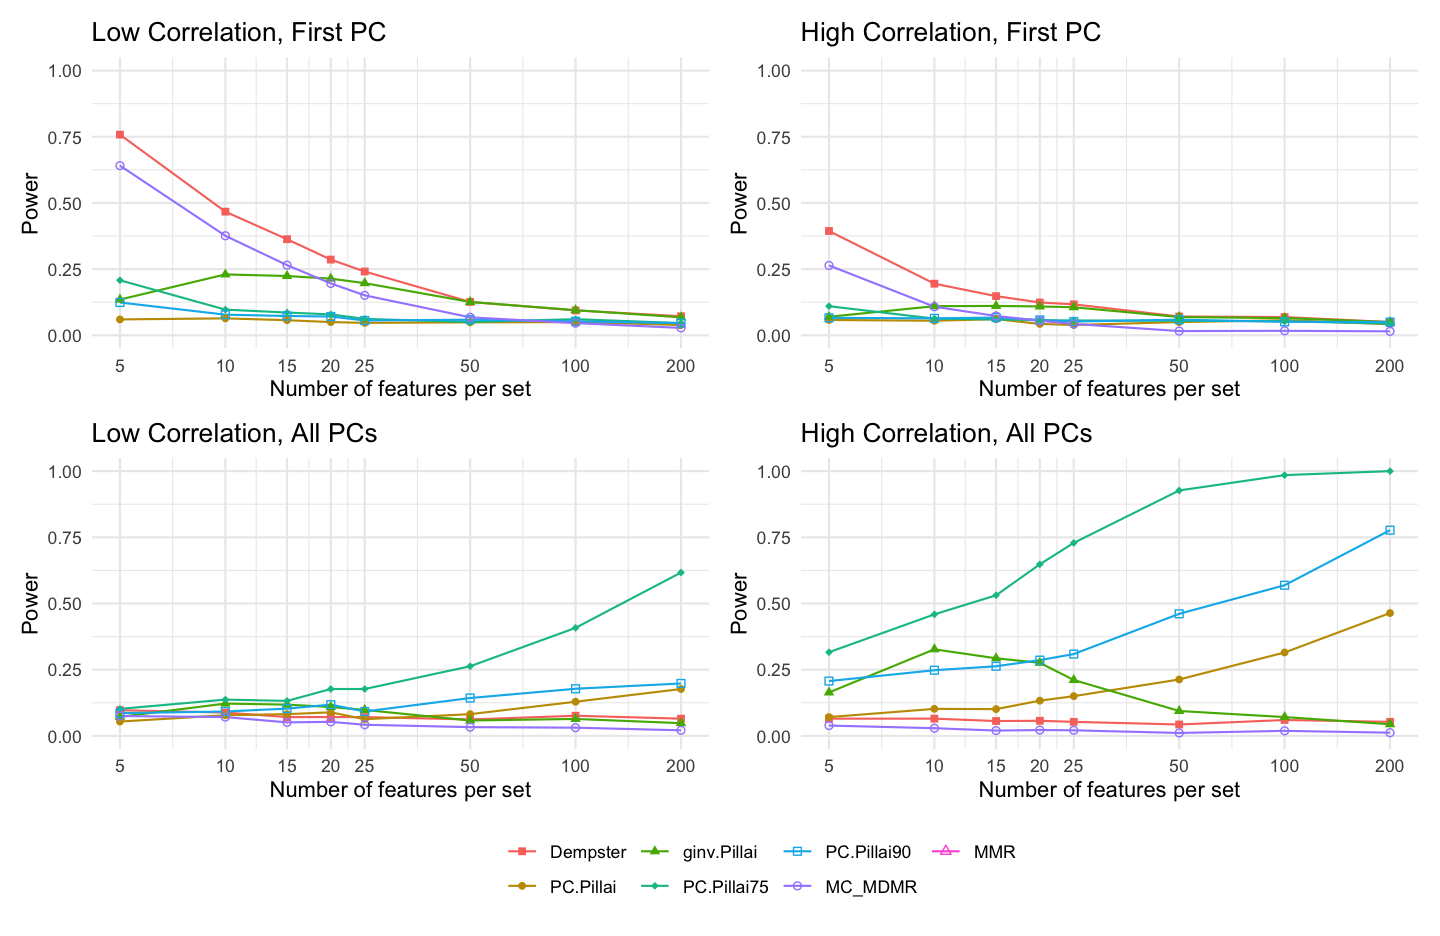 Low Correlation, First PC
1.00
0.75
0.50
0.25
0.00
Power
5 10 15 20 25 50 100 200
Number of features per set
High Correlation, First PC
1.00
0.75
0.50
0.25
0.00
Power
5 10 15 20 25 50 100 200
Number of features per set
Low Correlation, All PCs
1.00
0.75
0.50
0.25
0.00
Power
5 10 15 20 25 50 100 200
Number of features per set
High Correlation, All PCs
1.00
0.75
0.50
0.25
0.00
Power
5 10 15 20 25 50 100 200
Number of features per set
Dempster ginv.Pillai PC.Pillai90 MMR
PC.Pillai PC.Pillai75 MC_MDMR